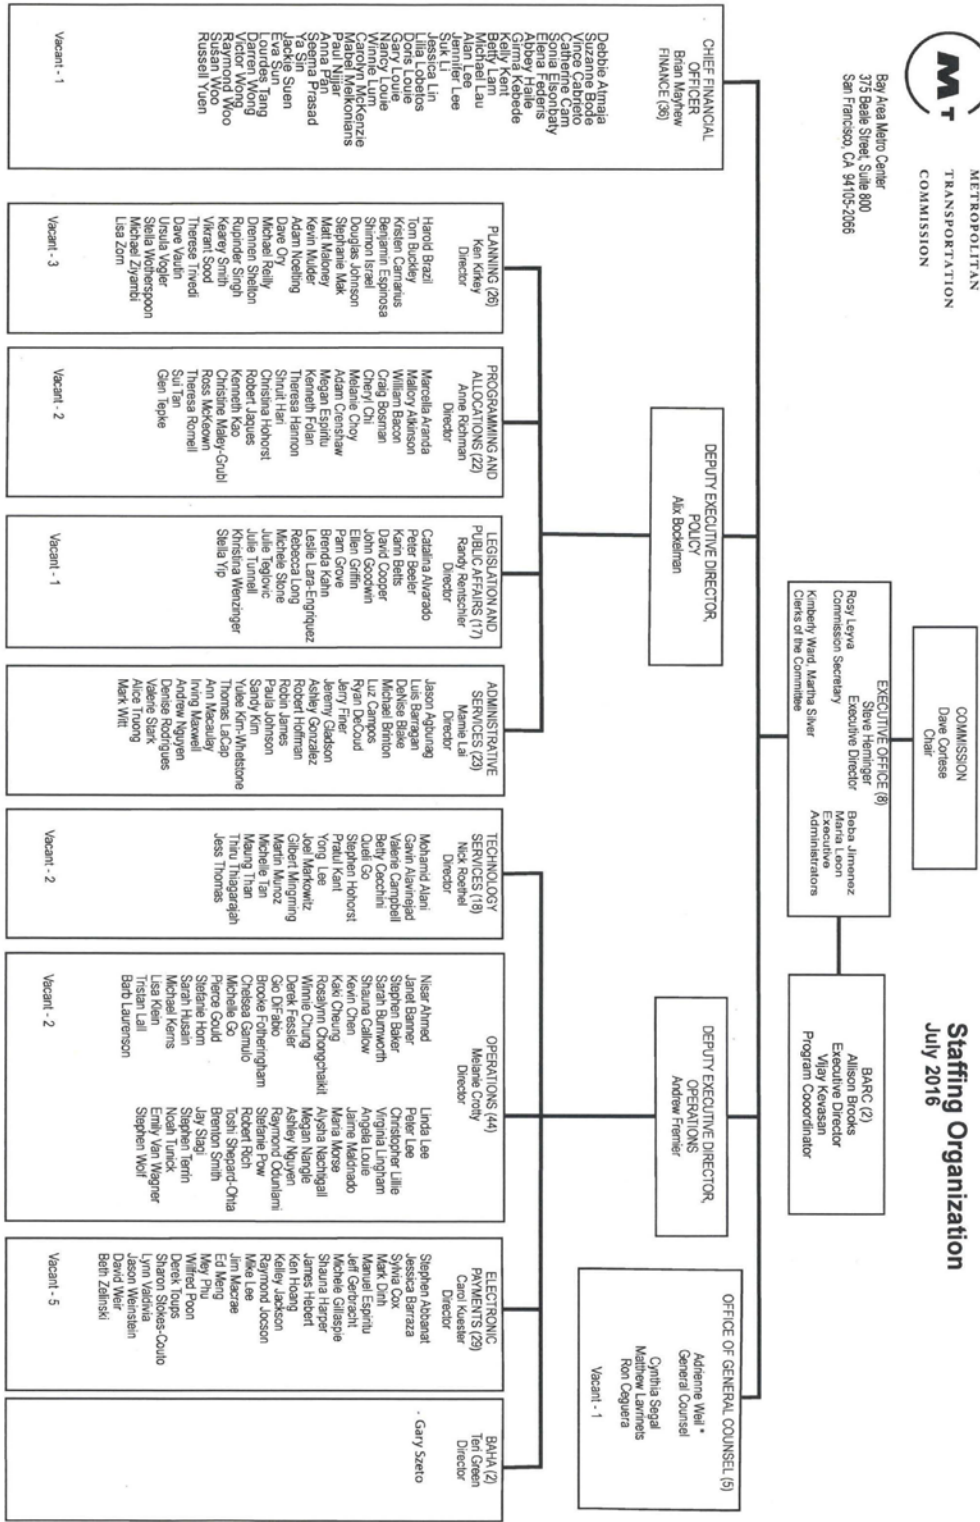 METROPOLITAN
TRANSPORTATION
COMMISSION
MT
Bay Area Metro Center
375 Beale Street, Suite 800
San Francisco, CA 94105-2066
Staffing Organization
July 2016
COMMISSION
Dave Cortese
Chair
EXECUTIVE OFFICE (8)
Steve Heminger
Executive Director
Rosy Leyva
Commission Secretary
Kimberly Ward, Martha Silver
Clerks of the Committee
Beba Jimenez
Maria Leon
Executive
Administrators
BARC (2)
Allison Brooks
Executive Director
Vijay Kevasan
Program Cooordinator
CHIEF FINANCIAL
OFFICER
Brian Mayhew
FINANCE (36)
Debbie Atmaja
Suzanne Bode
Vince Cabrieto
Catherine Cam
Sonia Elsonbaty
Elena Federis
Abbey Haile
Girma Kebede
Kelly Kent
Betty Lam
Michael Lau
Alan Lee
Jennifer Lee
Suk Li
Jessica Lin
Lilia Lobetos
Doris Louie
Gary Louie
Nancy Louie
Winnie Lum
Carolyn McKenzie
Mabel Melkonians
Paul Nijjar
Anna Pan
Seema Prasad
Ya Sin
Jackie Suen
Eva Sun
Lourdes Tang
Darren Wong
Victor Wong
Raymond Woo
Susan Woo
Russell Yuen
Vacant - 1
DEPUTY EXECUTIVE DIRECTOR,
POLICY
Alix Bockelman
DEPUTY EXECUTIVE DIRECTOR,
OPERATIONS
Andrew Fremier
OFFICE OF GENERAL COUNSEL (5)
Adrienne Weil *
General Counsel
Cynthia Segal
Matthew Lavrinets
Ron Ceguera
Vacant - 1
PLANNING (26)
Ken Kirkey
Director
Harold Brazil
Tom Buckley
Kristen Carnarius
Benjamin Espinosa
Shimon Israel
Douglas Johnson
Stephanie Mak
Matt Maloney
Kevin Mulder
Adam Noelting
Dave Ory
Michael Reilly
Drennen Shelton
Rupinder Singh
Kearey Smith
Vikrant Sood
Therese Trivedi
Dave Vautin
Ursula Vogler
Stella Wotherspoon
Michael Ziyambi
Lisa Zorn
Vacant - 3
PROGRAMMING AND
ALLOCATIONS (22)
Anne Richman
Director
Marcella Aranda
Mallory Atkinson
William Bacon
Craig Bosman
Cheryl Chi
Melanie Choy
Adam Crenshaw
Megan Espiritu
Kenneth Folan
Theresa Hannon
Shruti Hari
Christina Hohorst
Robert Jaques
Kenneth Kao
Christine Maley-Grubl
Ross McKeown
Theresa Romell
Sui Tan
Glen Tepke
Vacant - 2
LEGISLATION AND
PUBLIC AFFAIRS (17)
Randy Rentschler
Director
Catalina Alvarado
Peter Beeler
Karin Betts
David Cooper
John Goodwin
Ellen Griffin
Pam Grove
Brenda Kahn
Leslie Lara-Engriquez
Rebecca Long
Michele Stone
Julie Teglovic
Julie Tunnell
Khristina Wenzinger
Stella Yip
Vacant - 1
ADMINISTRATIVE
SERVICES (23)
Mamie Lai
Director
Jason Agbunag
Luis Barragan
DeNise Blake
Michael Brinton
Luz Campos
Ryan DeCoud
Jerry Finer
Jeremy Gladson
Ashley Gonzalez
Robert Hoffman
Robin James
Paula Johnson
Sandy Kim
Yulee Kim-Whetstone
Thomas LaCap
Ann Macaulay
Irving Maxwell
Andrew Nguyen
Denise Rodrigues
Valerie Stark
Alice Truong
Mark Witt
TECHNOLOGY
SERVICES (18)
Nick Roethel
Director
Mohamid Alani
Gavin Alavinejad
Valerie Campbell
Betty Cecchini
Queli Go
Stephen Hohorst
Pratul Kant
Yong Lee
Joel Markowitz
Gilbert Mingming
Martin Munoz
Michelle Tan
Maung Than
Thiru Thiagarajah
Jess Thomas
Vacant - 2
OPERATIONS (44)
Melanie Crotty
Director
Nisar Ahmed
Janet Banner
Stephen Baker
Sarah Burnworth
Shauna Callow
Kevin Chen
Kaki Cheung
Rosalynn Chongchaikit
Winnie Chung
Derek Fessler
Gio DiFabio
Brooke Fotheringham
Chelsea Gamulo
Michelle Go
Pierce Gould
Stefanie Hom
Sarah Husain
Michael Kerns
Lisa Klein
Tristan Lall
Barb Laurenson
Linda Lee
Peter Lee
Christopher Lillie
Virginia Lingham
Angela Louie
Jaime Maldnado
Maria Morse
Alysha Nachtigall
Megan Nangle
Ashley Nguyen
Raymond Odunlami
Stefanie Pow
Robert Rich
Toshi Shepard-Ohta
Brenton Smith
Jay Stagi
Stephen Terrin
Noah Tunick
Emily Van Wagner
Stephen Wolf
Vacant - 2
ELECTRONIC
PAYMENTS (29)
Carol Kuester
Director
Stephen Abbanat
Jessica Barraza
Sylvia Cox
Mark Dinh
Manuel Espiritu
Jeff Gerbracht
Michele Gillaspie
Shauna Harper
James Hebert
Ken Hoang
Kelley Jackson
Raymond Jocson
Mike Lee
Jim Macrae
Ed Meng
Mey Phu
Wilfred Poon
Derek Toups
Sharon Stokes-Couto
Lynn Valdivia
Jason Weinstein
David Weir
Beth Zelinski
Vacant - 5
BAHA (2)
Teri Green
Director
- Gary Szeto